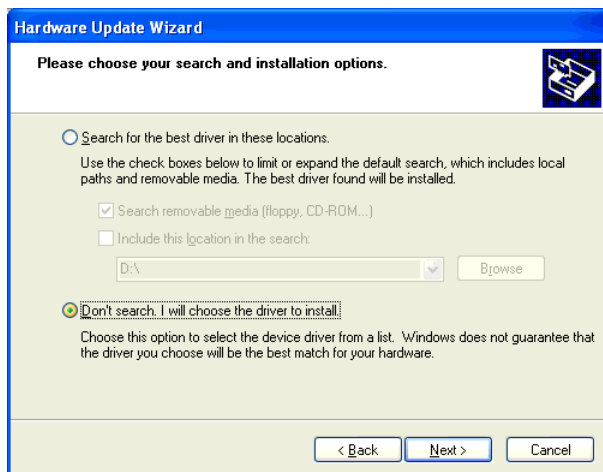 Hardware Update Wizard
Please choose your search and installation options.
Search for the best driver in these locations.
Use the check boxes below to limit or expand the default search, which includes local
paths and removable media. The best driver found will be installed.
Search removable media (floppy, CD-ROM...)
Include this location in the search:
D:\ Browse
Don't search. I will choose the driver to install.
Choose this option to select the device driver from a list. Windows does not guarantee that
the driver you choose will be the best match for your hardware.
< Back Next > Cancel